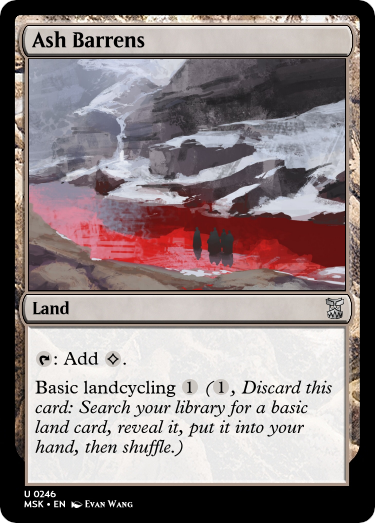 Ash Barrens
Land
: Add .
Basic landcycling 1 (1, Discard this
card: Search your library for a basic
land card, reveal it, put it into your
hand, then shuffle.)
U 0246
MSK • EN Evan Wang